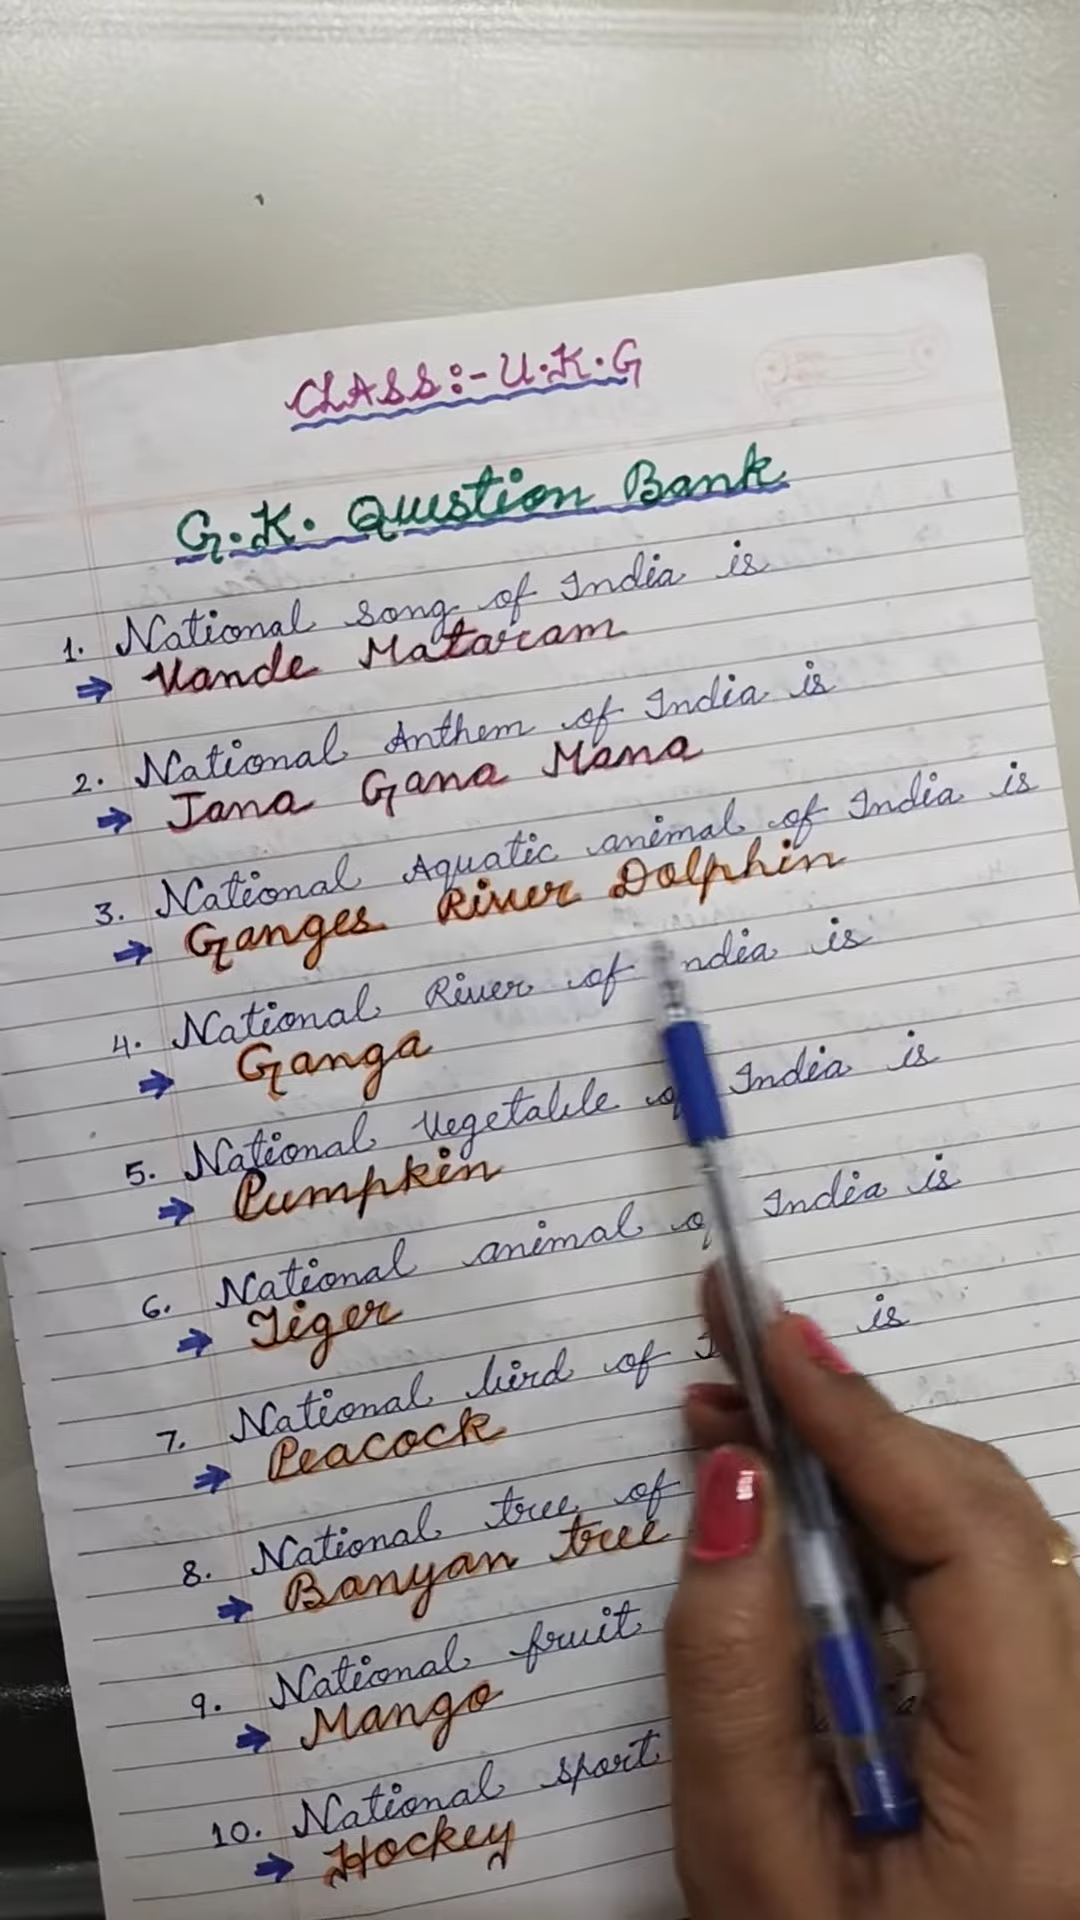 CLASS:- U.K.G
G.K. Question Bank
1. National song of India is
⇒ Vande Mataram
2. National Anthem of India is
⇒ Jana Gana Mana
3. National Aquatic animal of India is
⇒ Ganges River Dolphin
4. National River of India is
⇒ Ganga
5. National Vegetable of India is
⇒ Pumpkin
6. National animal of India is
⇒ Tiger
7. National bird of is
⇒ Peacock
8. National tree of
⇒ Banyan tree
9. National fruit
⇒ Mango
10. National sport
⇒ Hockey